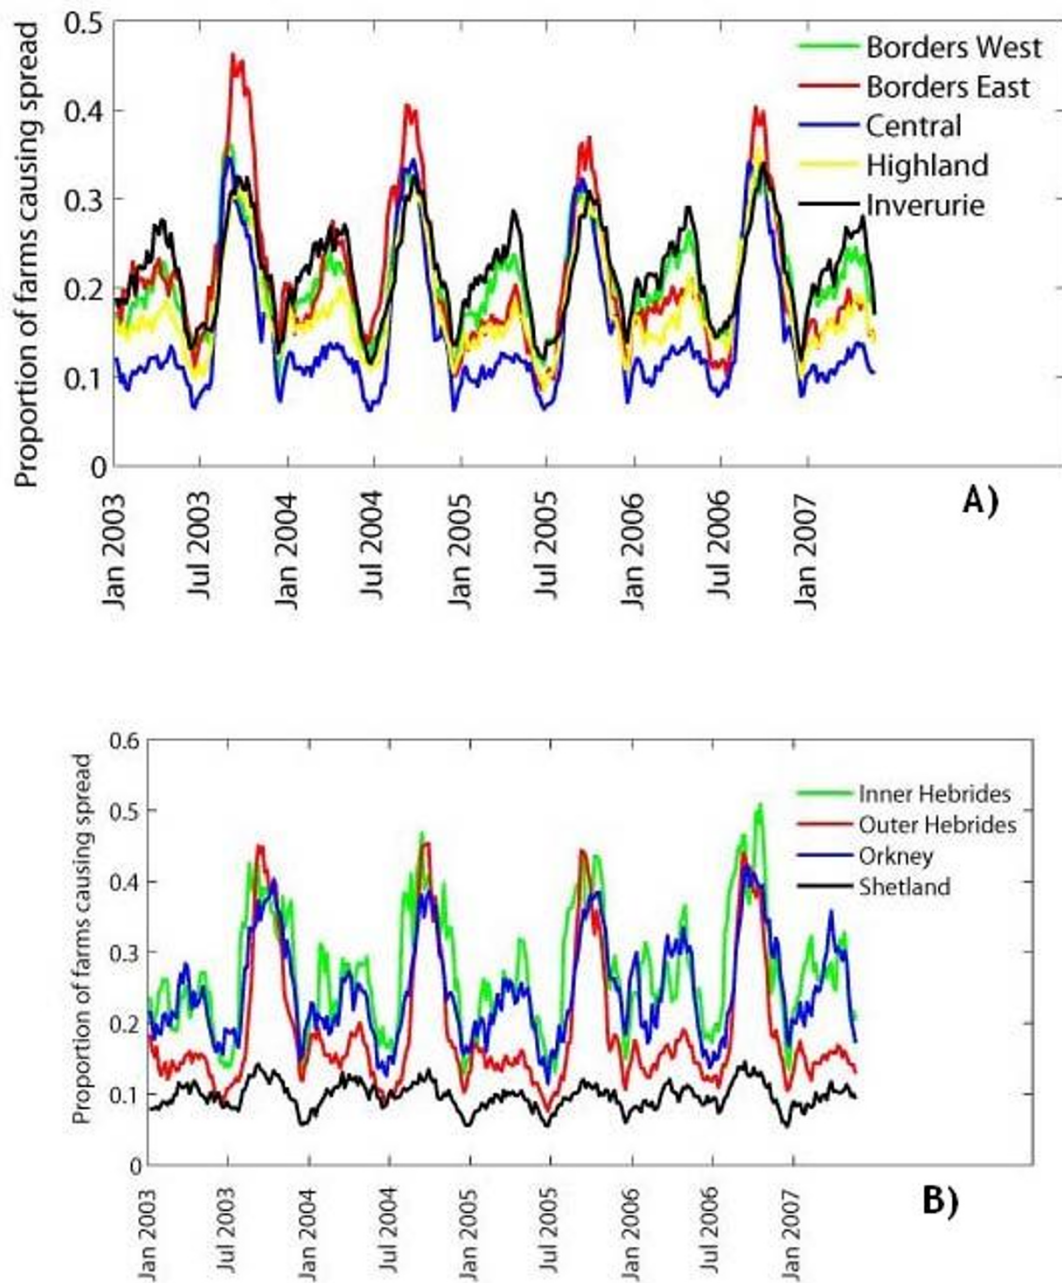 Proportion of farms causing spread
0.5
0.4
0.3
0.2
0.1
0
Borders West
Borders East
Central
Highland
Inverurie
Jan 2003
Jul 2003
Jan 2004
Jul 2004
Jan 2005
Jul 2005
Jan 2006
Jul 2006
Jan 2007
A)
Proportion of farms causing spread
0.6
0.5
0.4
0.3
0.2
0.1
0
Inner Hebrides
Outer Hebrides
Orkney
Shetland
Jan 2003
Jul 2003
Jan 2004
Jul 2004
Jan 2005
Jul 2005
Jan 2006
Jul 2006
Jan 2007
B)